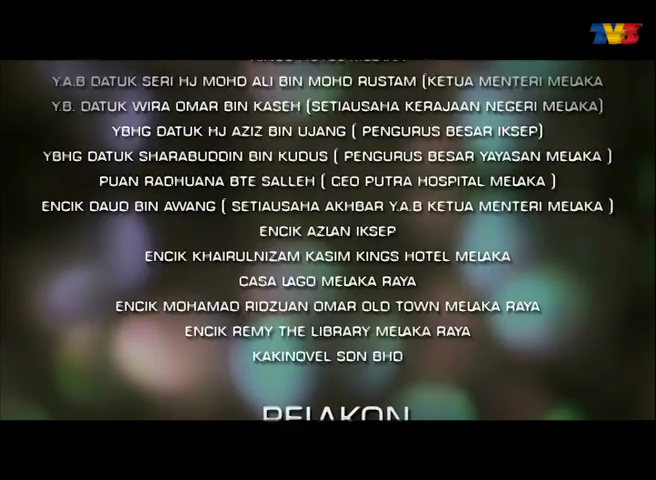 TV3
Y.A.B DATUK SERI HJ MOHD ALI BIN MOHD RUSTAM (KETUA MENTERI MELAKA
Y.B. DATUK WIRA OMAR BIN KASEH (SETIAUSAHA KERAJAAN NEGERI MELAKA)
YBHG DATUK HJ AZIZ BIN UJANG ( PENGURUS BESAR IKSEP)
YBHG DATUK SHARABUDDIN BIN KUDUS ( PENGURUS BESAR YAYASAN MELAKA )
PUAN RADHUANA BTE SALLEH ( CEO PUTRA HOSPITAL MELAKA )
ENCIK DAUD BIN AWANG ( SETIAUSAHA AKHBAR Y.A.B KETUA MENTERI MELAKA )
ENCIK AZLAN IKSEP
ENCIK KHAIRULNIZAM KASIM KINGS HOTEL MELAKA
CASA LAGO MELAKA RAYA
ENCIK MOHAMAD RIDZUAN OMAR OLD TOWN MELAKA RAYA
ENCIK REMY THE LIBRARY MELAKA RAYA
KAKINOVEL SDN BHD
PELAKON